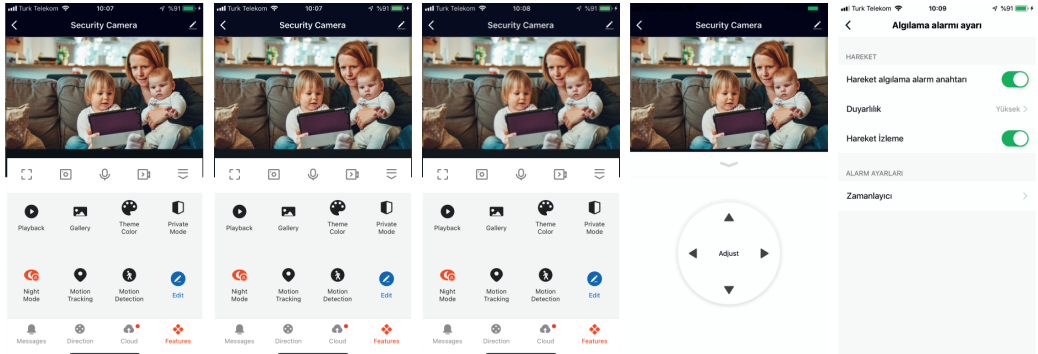 Turk Telekom 10:07 %91
Security Camera
Playback Gallery Theme Color Private Mode
Night Mode Motion Tracking Motion Detection Edit
Messages Direction Cloud Features
Turk Telekom 10:07 %91
Security Camera
Playback Gallery Theme Color Private Mode
Night Mode Motion Tracking Motion Detection Edit
Messages Direction Cloud Features
Turk Telekom 10:08 %91
Security Camera
Playback Gallery Theme Color Private Mode
Night Mode Motion Tracking Motion Detection Edit
Messages Direction Cloud Features
Security Camera
Adjust
Turk Telekom 10:09 %91
Algılama alarmı ayarı
HAREKET
Hareket algılama alarm anahtarı
Duyarlılık Yüksek
Hareket İzleme
ALARM AYARLARI
Zamanlayıcı